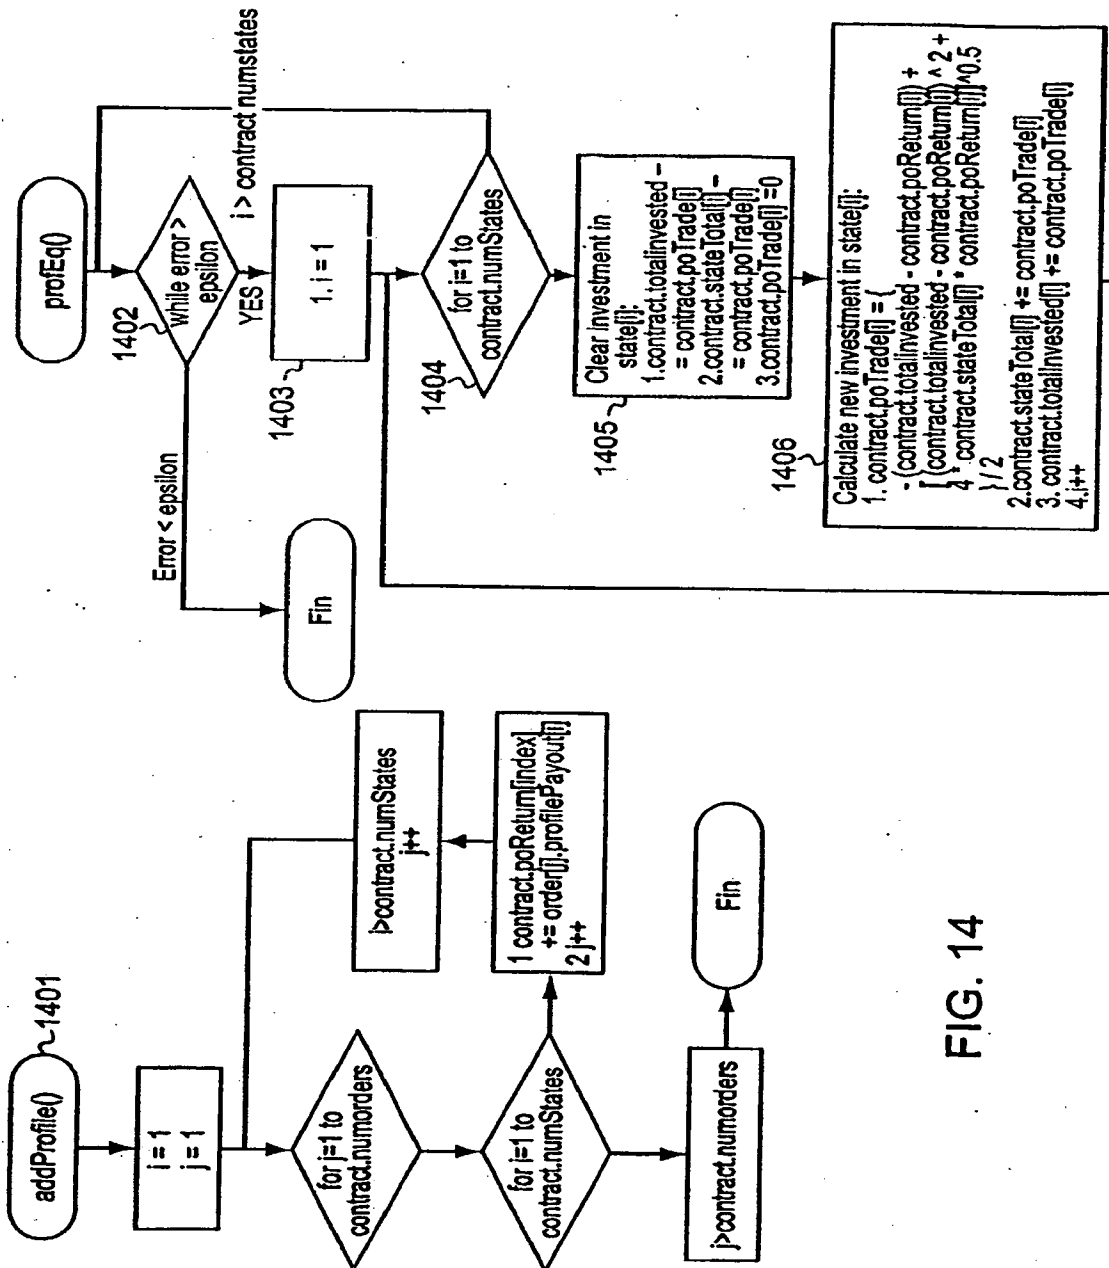 addProfile()
1401
i = 1
j = 1
for j=1 to
contract.numorders
for i=1 to
contract.numStates
1 contract.poReturn[index]
+= order[j].profilePayout[i]
2 j++
i>contract.numStates
j++
j>contract.numorders
Fin
profEq()
1402
while error >
epsilon
Error < epsilon
Fin
YES
1403
1. i = 1
i > contract numstates
1404
for i=1 to
contract.numStates
1405
Clear investment in
state[i]:
1.contract.totalinvested –
= contract.poTrade[i]
2.contract.stateTotal[i] –
= contract.poTrade[i]
3.contract.poTrade[i] =0
1406
Calculate new investment in state[i]:
1. contract.poTrade[i] = {
- (contract.totalinvested - contract.poReturn[i]) +
[ (contract.totalinvested - contract.poReturn[i]) ^ 2 +
4 * contract.stateTotal[i] * contract.poReturn[i]]^0.5
} / 2
2.contract.stateTotal[i] += contract.poTrade[i]
3. contract.totalinvested[i] += contract.poTrade[i]
4.i++
FIG. 14